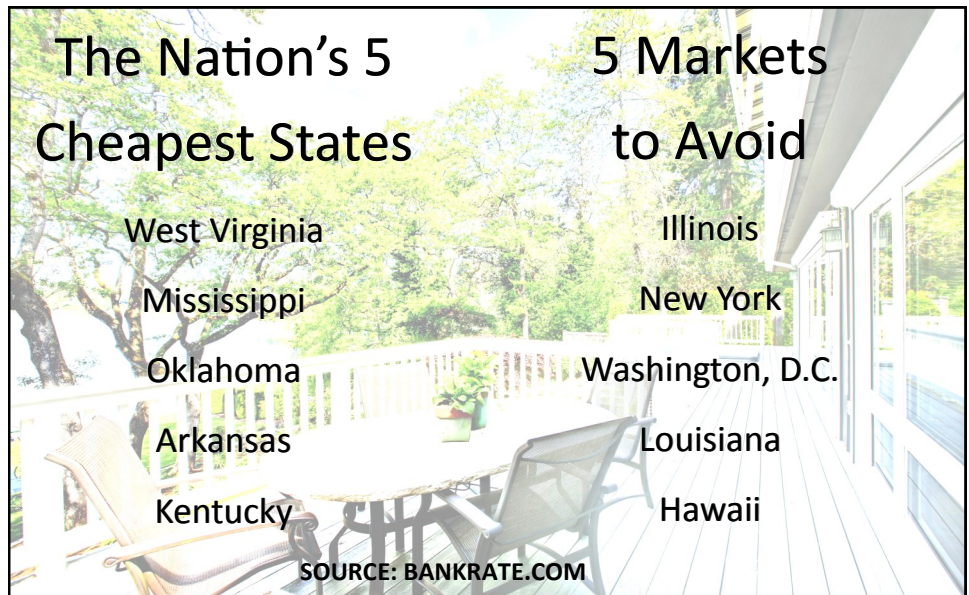 The Nation's 5
Cheapest States
West Virginia
Mississippi
Oklahoma
Arkansas
Kentucky
5 Markets
to Avoid
Illinois
New York
Washington, D.C.
Louisiana
Hawaii
SOURCE: BANKRATE.COM